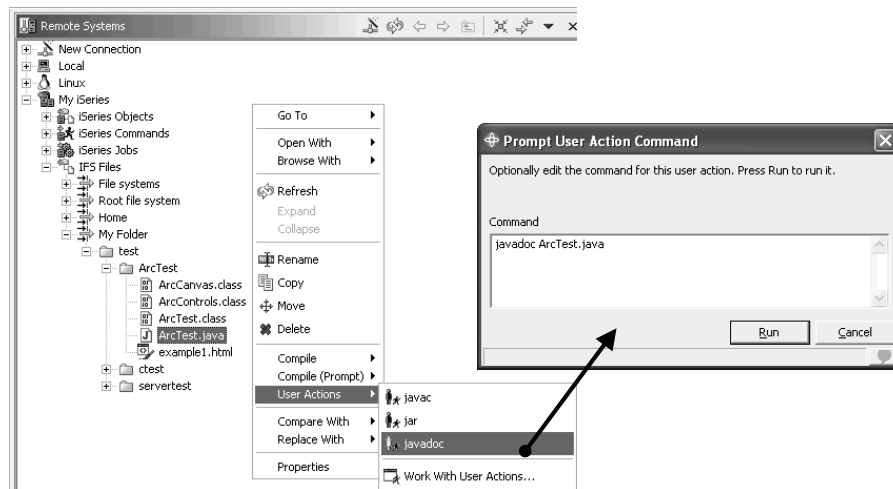 Remote Systems
New Connection
Local
Linux
My iSeries
iSeries Objects
iSeries Commands
iSeries Jobs
IFS Files
File systems
Root file system
Home
My Folder
test
ArcTest
ArcCanvas.class
ArcControls.class
ArcTest.class
ArcTest.java
example1.html
ctest
servertest
Go To
Open With
Browse With
Refresh
Expand
Collapse
Rename
Copy
Move
Delete
Compile
Compile (Prompt)
User Actions
Compare With
Replace With
Properties
javac
jar
javadoc
Work With User Actions...
Prompt User Action Command
Optionally edit the command for this user action. Press Run to run it.
Command
javadoc ArcTest.java
Run
Cancel